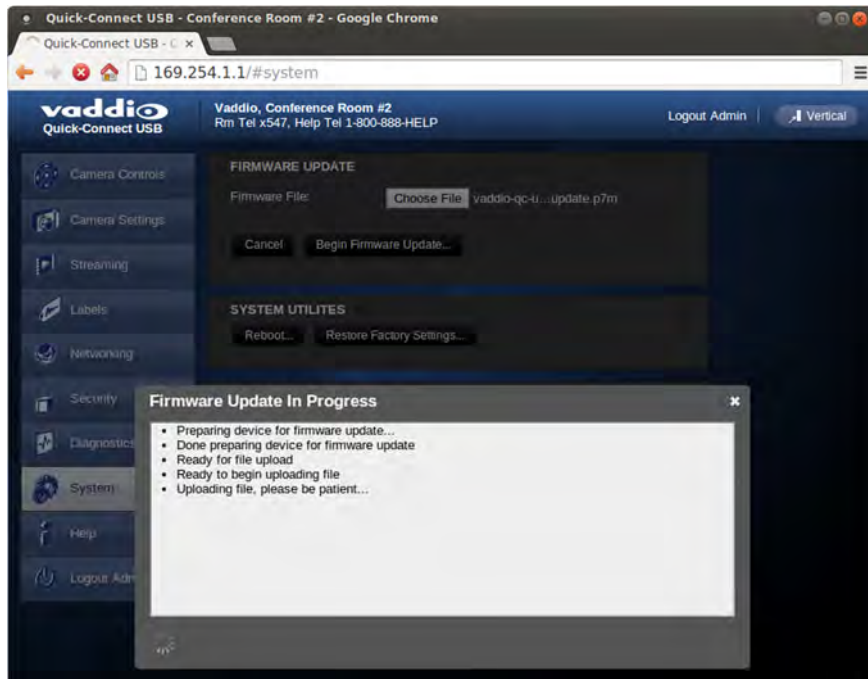 Quick-Connect USB - Conference Room #2 - Google Chrome
Quick-Connect USB - C
169.254.1.1/#system
vaddio
Quick-Connect USB
Vaddio, Conference Room #2
Rm Tel x547, Help Tel 1-800-888-HELP
Logout Admin
Vertical
Camera Controls
Camera Settings
Streaming
Labels
Networking
Security
Diagnostics
System
Help
Logout Adm
FIRMWARE UPDATE
Firmware File:
Choose File vaddio-qc-u...update.p7m
Cancel
Begin Firmware Update...
SYSTEM UTILITES
Reboot...
Restore Factory Settings...
Firmware Update In Progress
• Preparing device for firmware update...
• Done preparing device for firmware update
• Ready for file upload
• Ready to begin uploading file
• Uploading file, please be patient...